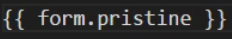 {{ form.pristine }}